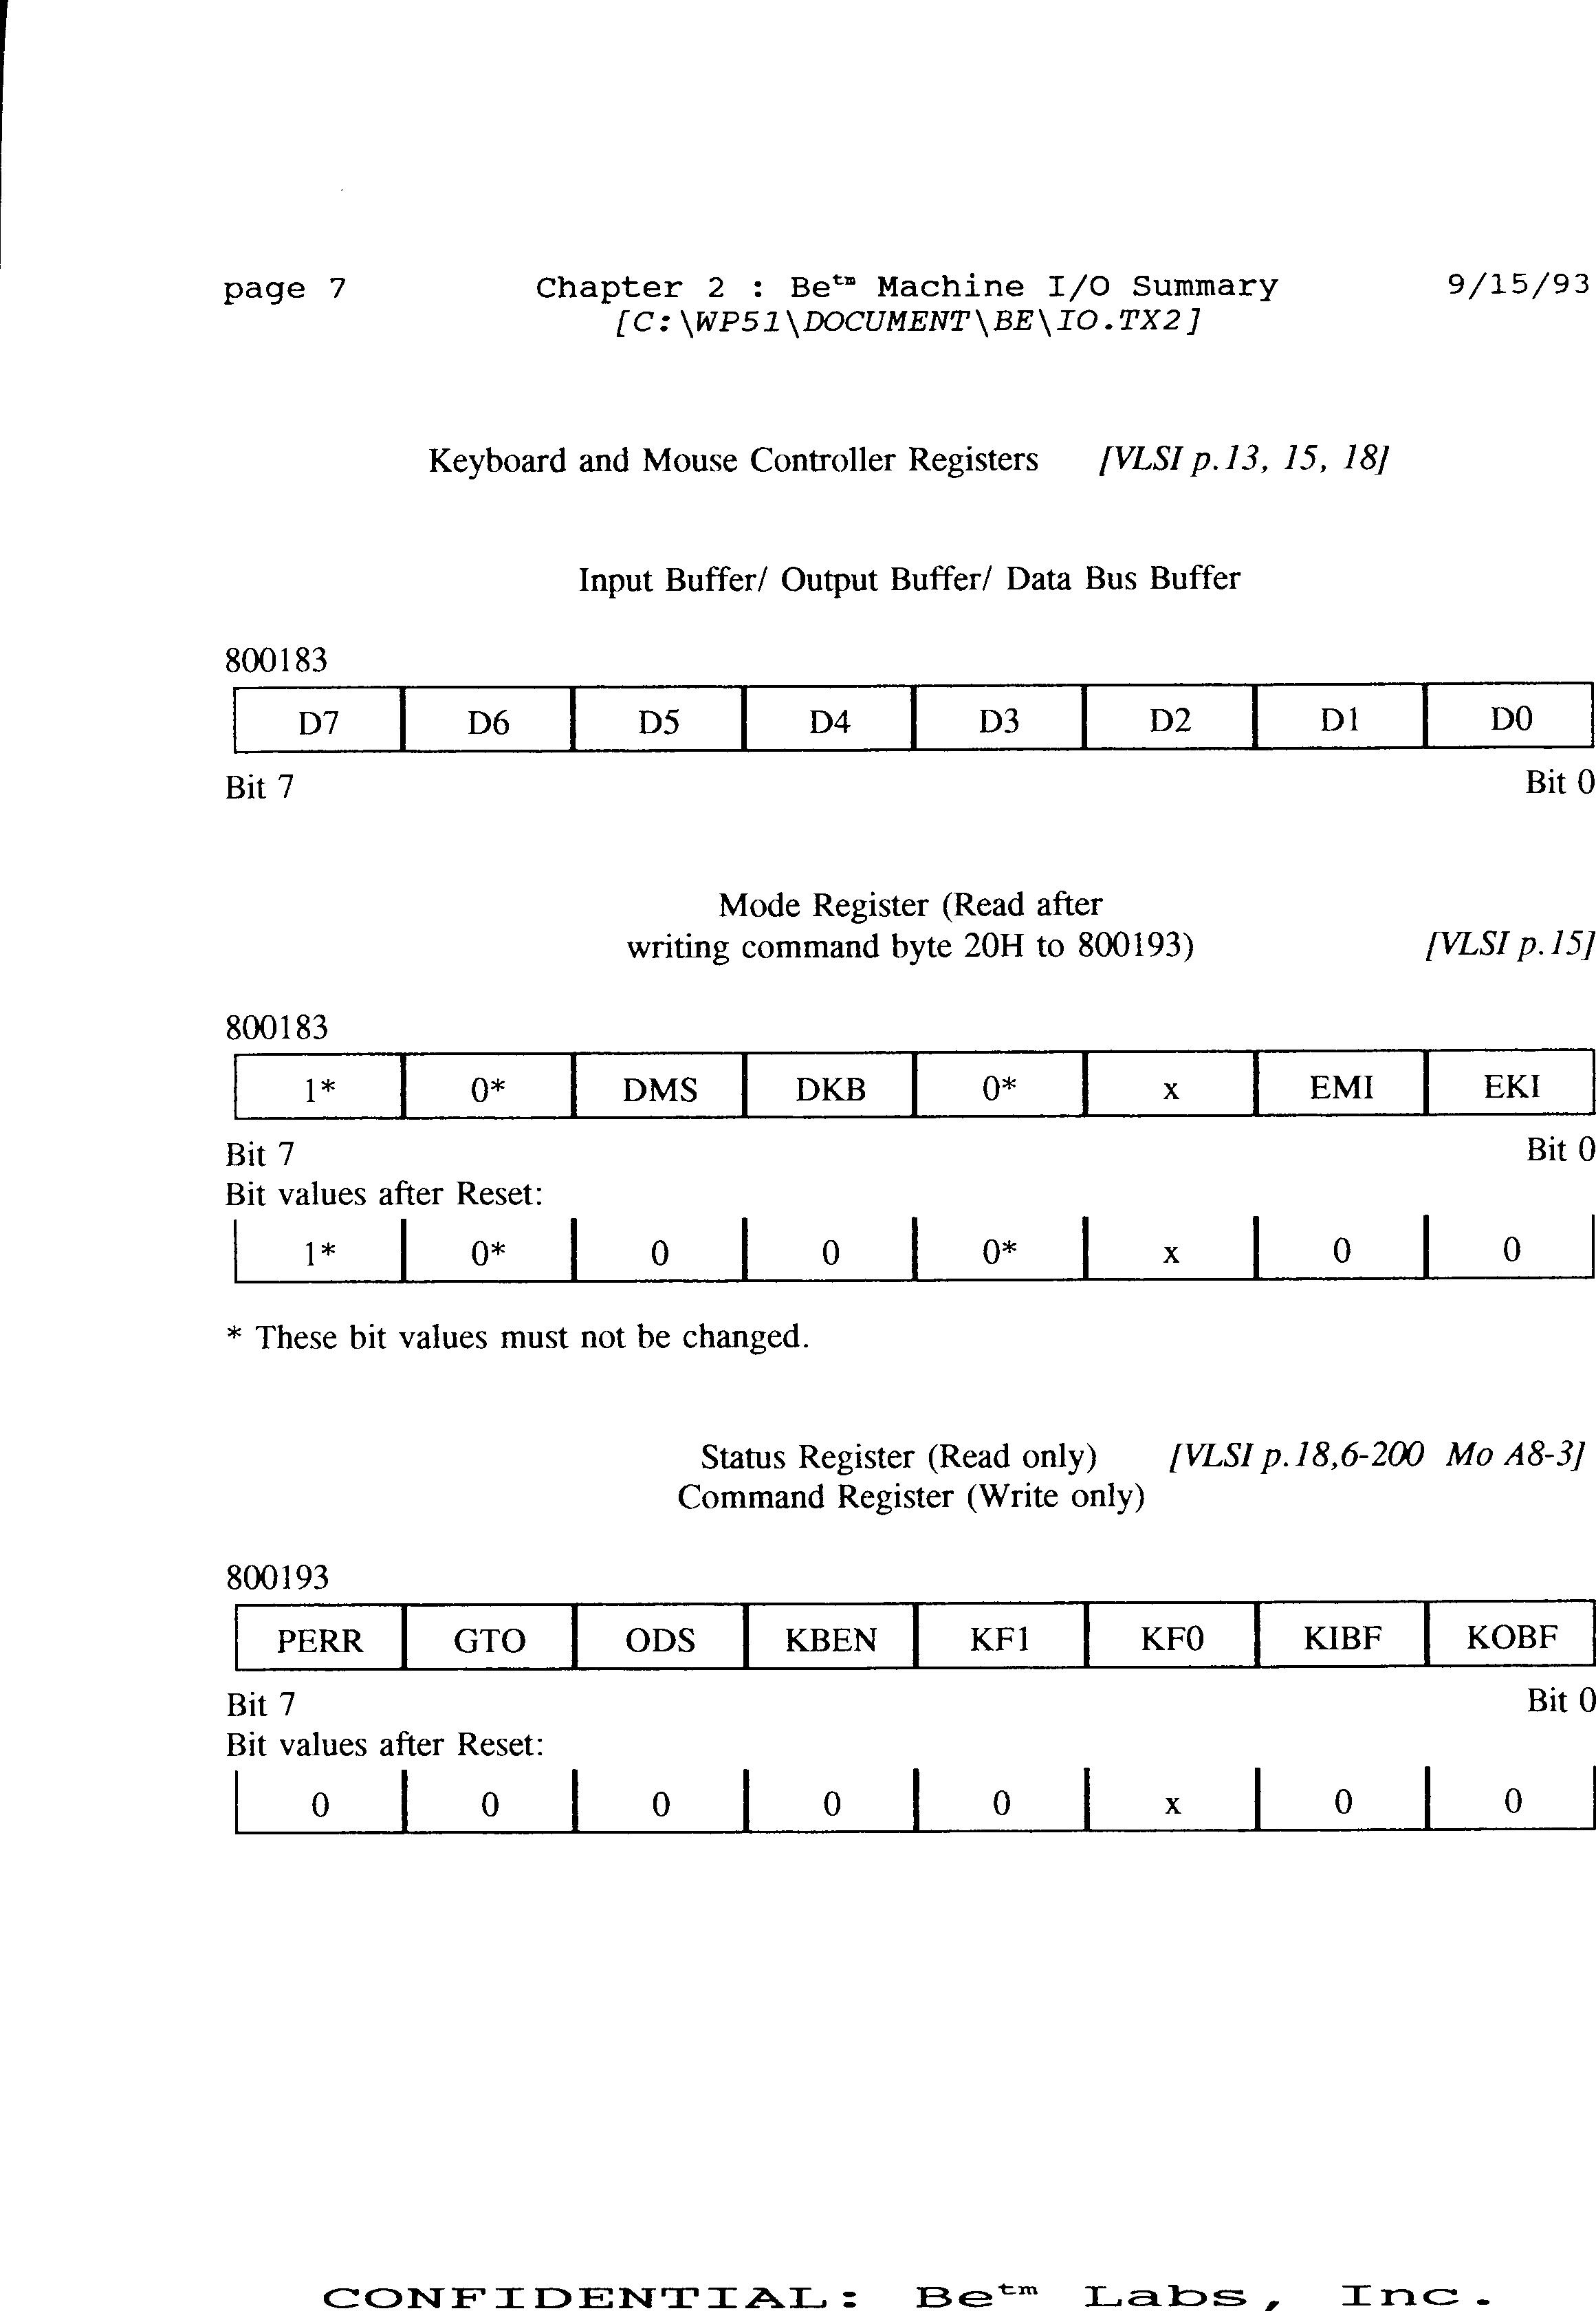 page 7 Chapter 2 : Be™ Machine I/O Summary 9/15/93
[C:\WP51\DOCUMENT\BE\IO.TX2]
Keyboard and Mouse Controller Registers [VLSI p.13, 15, 18]
Input Buffer/ Output Buffer/ Data Bus Buffer
800183
D7 D6 D5 D4 D3 D2 D1 D0
Bit 7 Bit 0
Mode Register (Read after
writing command byte 20H to 800193) [VLSI p.15]
800183
1* 0* DMS DKB 0* x EMI EKI
Bit 7 Bit 0
Bit values after Reset:
1* 0* 0 0 0* x 0 0
* These bit values must not be changed.
Status Register (Read only) [VLSI p.18,6-200 Mo A8-3]
Command Register (Write only)
800193
PERR GTO ODS KBEN KF1 KF0 KIBF KOBF
Bit 7 Bit 0
Bit values after Reset:
0 0 0 0 0 x 0 0
CONFIDENTIAL: Be™ Labs, Inc.